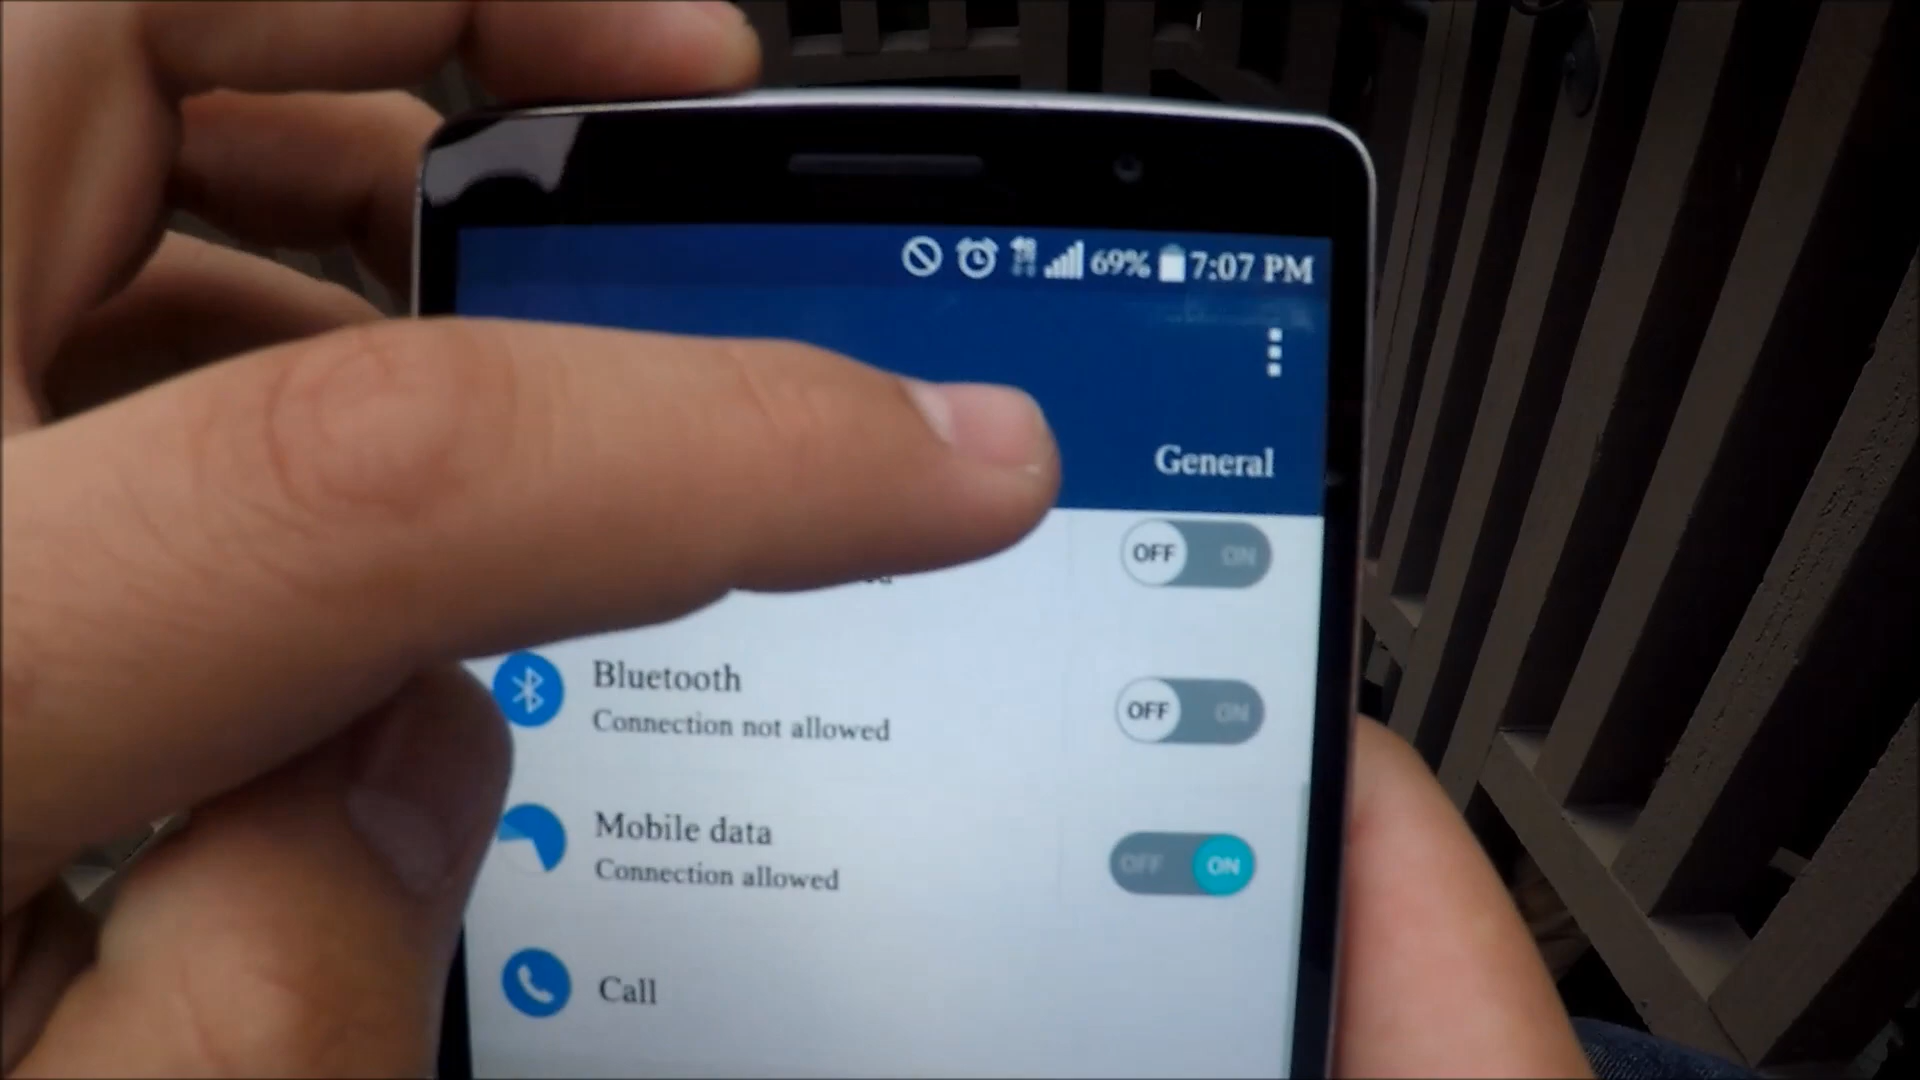 69% 7:07 PM
General
OFF ON
Bluetooth
Connection not allowed
OFF ON
Mobile data
Connection allowed
OFF ON
Call